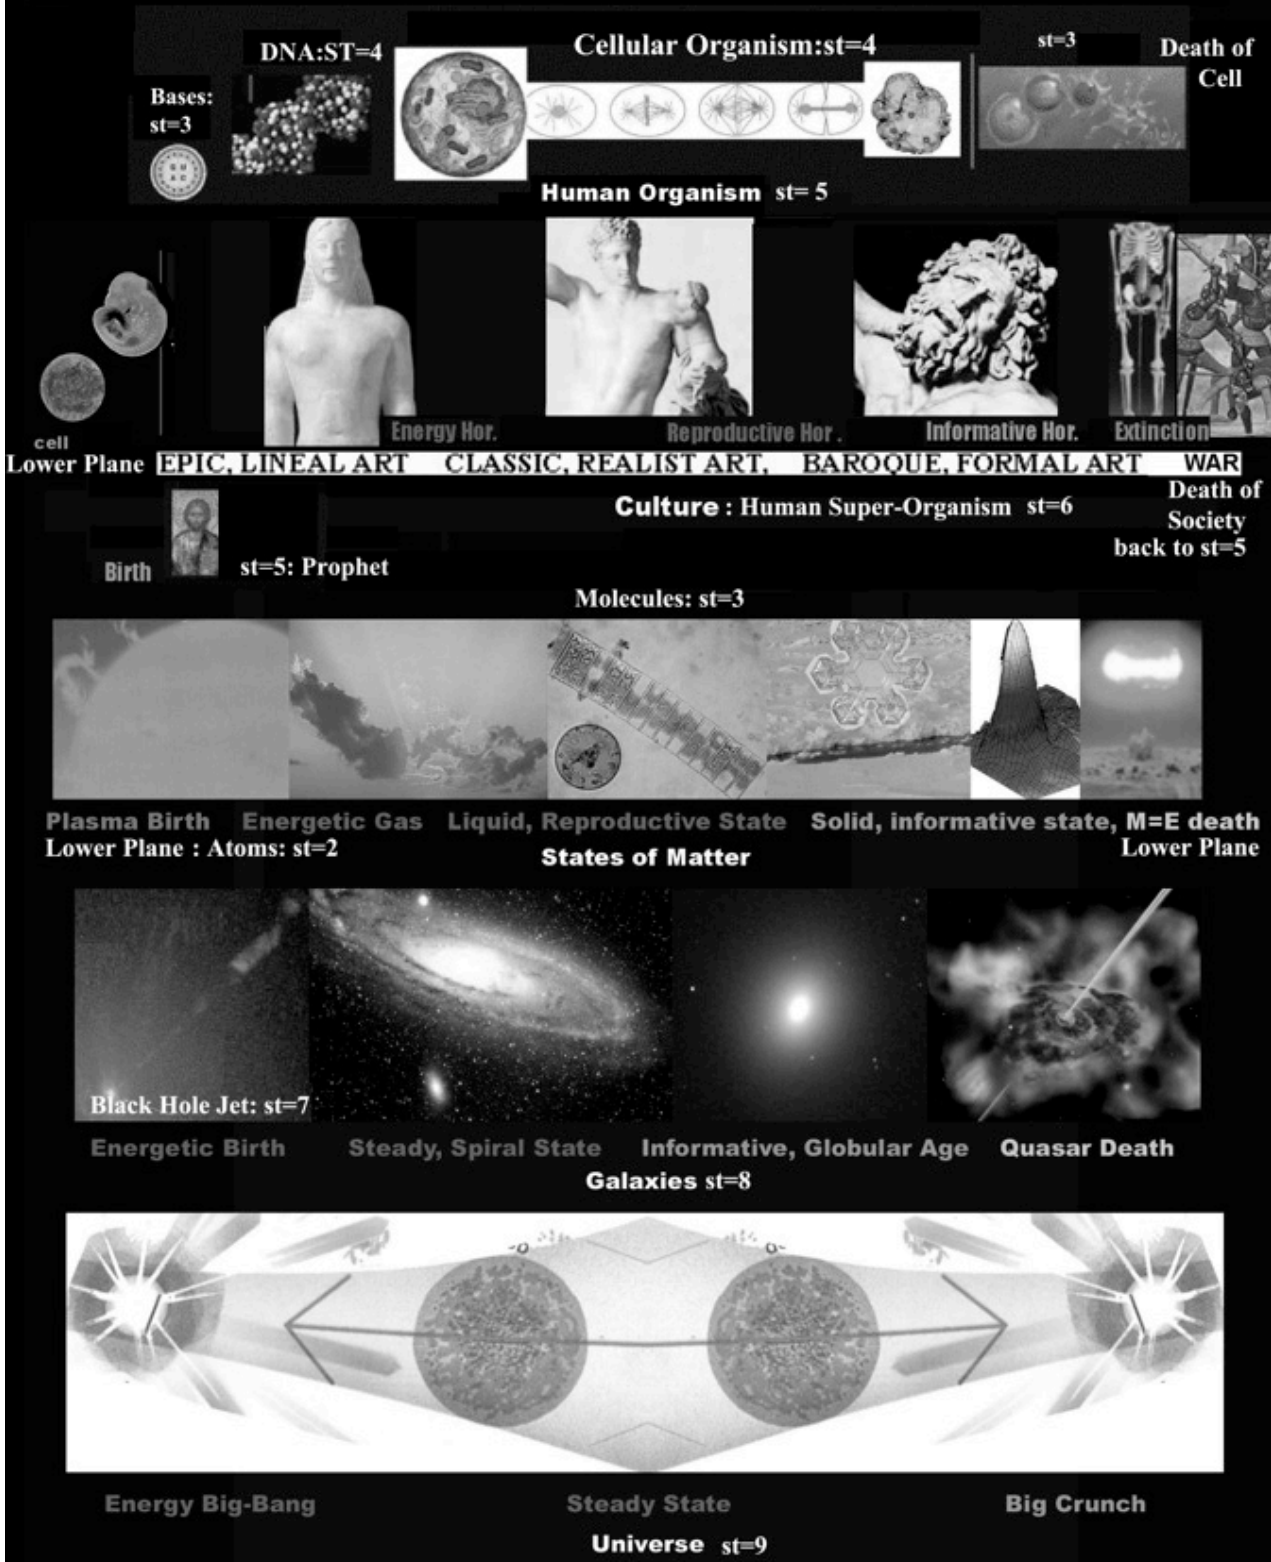 DNA:ST=4
Cellular Organism:st=4
st=3
Death of
Cell
Bases:
st=3
G U
A C
Human Organism st= 5
Energy Hor.
Reproductive Hor .
Informative Hor.
Extinction
cell
Lower Plane
EPIC, LINEAL ART CLASSIC, REALIST ART, BAROQUE, FORMAL ART WAR
Culture : Human Super-Organism st=6
Death of
Society
back to st=5
Birth
st=5: Prophet
Molecules: st=3
Plasma Birth Energetic Gas Liquid, Reproductive State Solid, informative state, M=E death
Lower Plane : Atoms: st=2
States of Matter
Lower Plane
Black Hole Jet: st=7
Energetic Birth Steady, Spiral State Informative, Globular Age Quasar Death
Galaxies st=8
Energy Big-Bang Steady State Big Crunch
Universe st=9